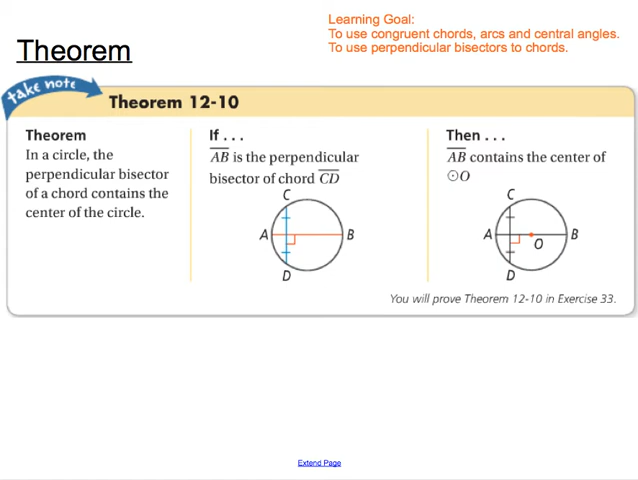 Learning Goal:
To use congruent chords, arcs and central angles.
To use perpendicular bisectors to chords.
Theorem
take note
Theorem 12-10
Theorem
In a circle, the
perpendicular bisector
of a chord contains the
center of the circle.
If . . .
AB is the perpendicular
bisector of chord CD
C
A
B
D
Then . . .
AB contains the center of
⊙O
C
A
B
O
D
You will prove Theorem 12-10 in Exercise 33.
Extend Page